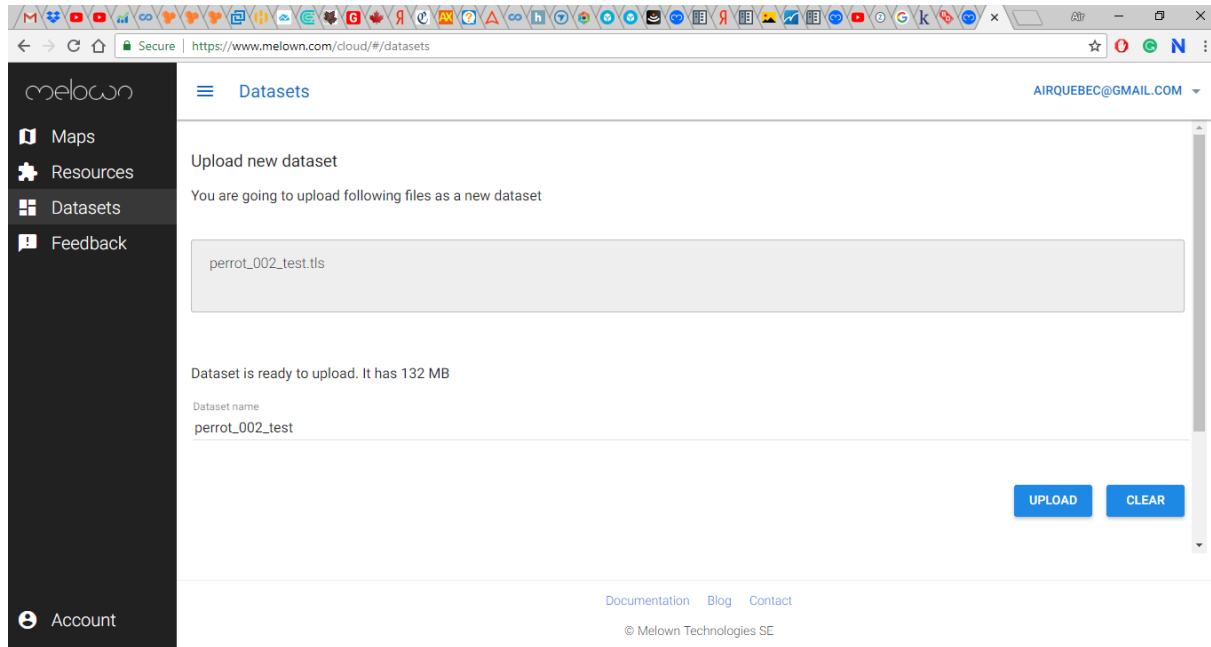 Air
Secure https://www.melown.com/cloud/#/datasets
melown
Datasets
AIRQUEBEC@GMAIL.COM
Maps
Resources
Datasets
Feedback
Account
Upload new dataset
You are going to upload following files as a new dataset
perrot_002_test.tls
Dataset is ready to upload. It has 132 MB
Dataset name
perrot_002_test
UPLOAD CLEAR
Documentation Blog Contact
© Melown Technologies SE